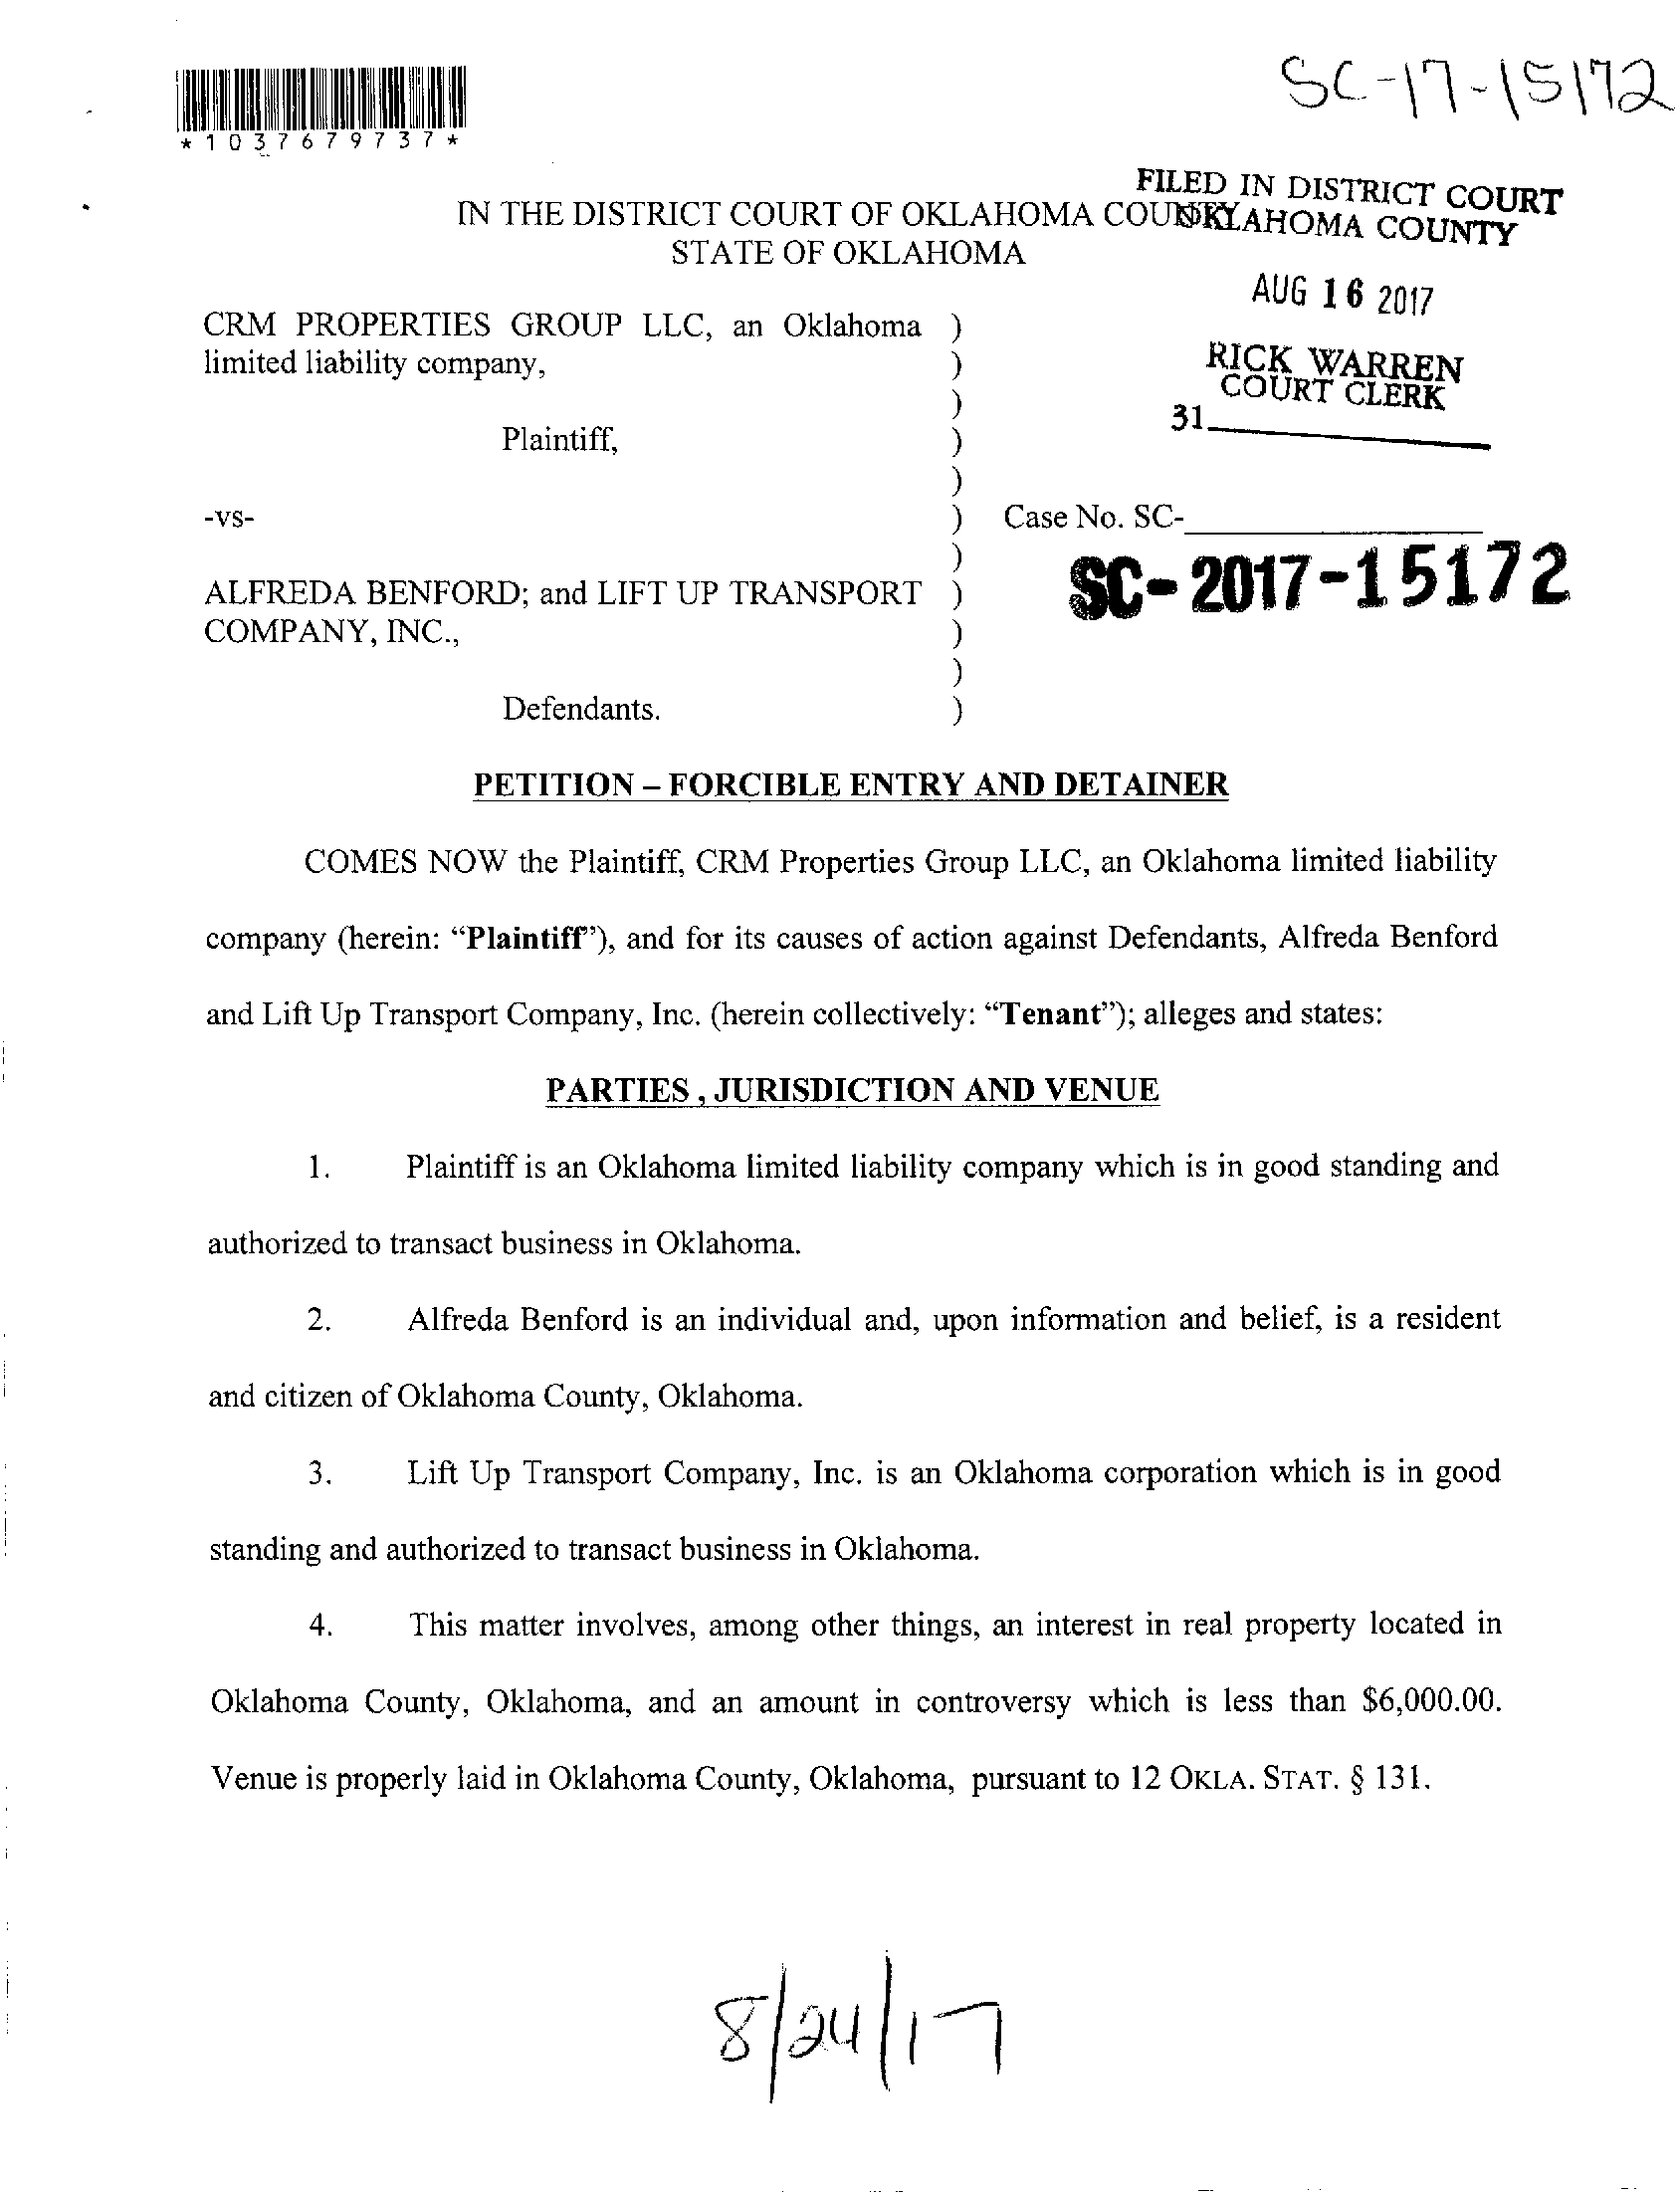 SC-17-15172
*1037679737*
FILED IN DISTRICT COURT
OKLAHOMA COUNTY
IN THE DISTRICT COURT OF OKLAHOMA COUNTY
STATE OF OKLAHOMA
AUG 16 2017
RICK WARREN
COURT CLERK
31
CRM PROPERTIES GROUP LLC, an Oklahoma )
limited liability company, )
)
Plaintiff, )
)
-vs- ) Case No. SC-
)
SC-2017-15172
ALFREDA BENFORD; and LIFT UP TRANSPORT )
COMPANY, INC., )
)
Defendants. )
PETITION – FORCIBLE ENTRY AND DETAINER
COMES NOW the Plaintiff, CRM Properties Group LLC, an Oklahoma limited liability
company (herein: “Plaintiff”), and for its causes of action against Defendants, Alfreda Benford
and Lift Up Transport Company, Inc. (herein collectively: “Tenant”); alleges and states:
PARTIES , JURISDICTION AND VENUE
1. Plaintiff is an Oklahoma limited liability company which is in good standing and
authorized to transact business in Oklahoma.
2. Alfreda Benford is an individual and, upon information and belief, is a resident
and citizen of Oklahoma County, Oklahoma.
3. Lift Up Transport Company, Inc. is an Oklahoma corporation which is in good
standing and authorized to transact business in Oklahoma.
4. This matter involves, among other things, an interest in real property located in
Oklahoma County, Oklahoma, and an amount in controversy which is less than $6,000.00.
Venue is properly laid in Oklahoma County, Oklahoma, pursuant to 12 OKLA. STAT. § 131.
8/24/17